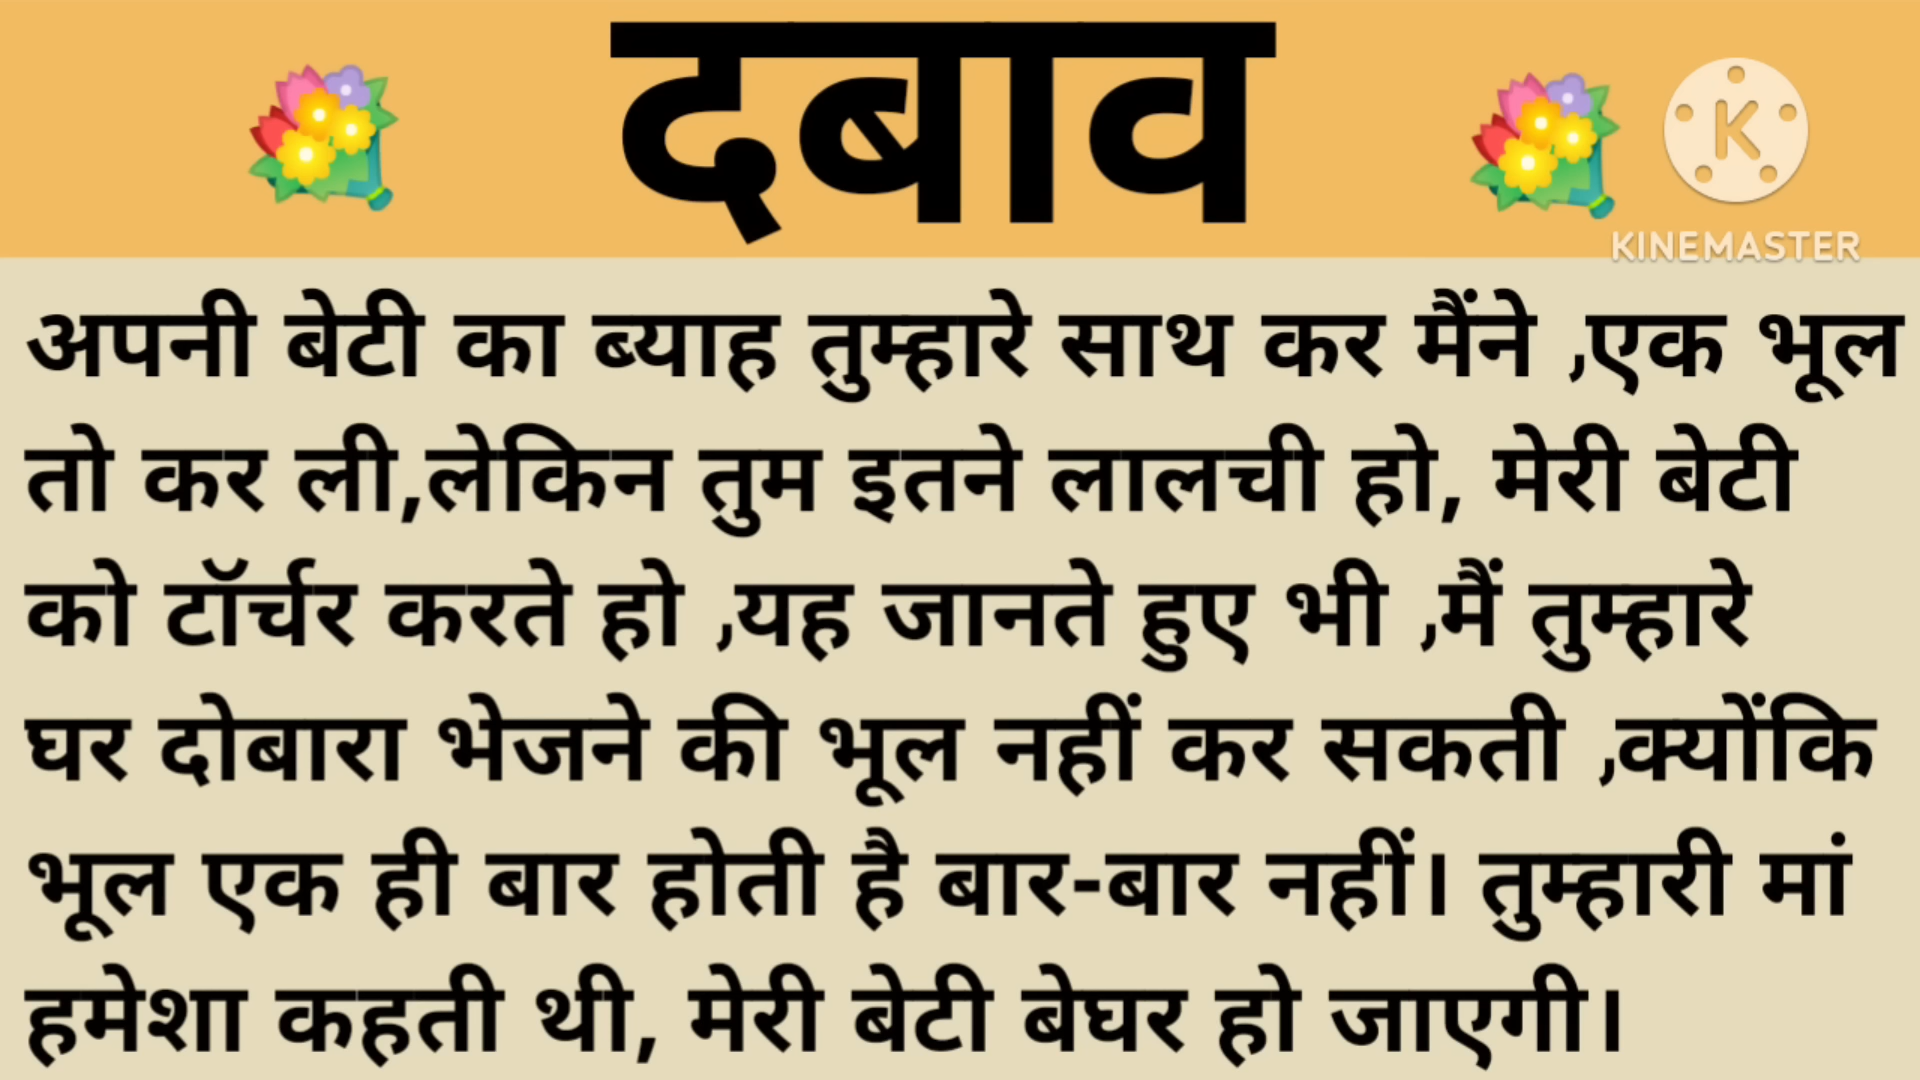 दबाव
KINEMASTER
अपनी बेटी का ब्याह तुम्हारे साथ कर मैंने ,एक भूल
तो कर ली,लेकिन तुम इतने लालची हो, मेरी बेटी
को टॉर्चर करते हो ,यह जानते हुए भी ,मैं तुम्हारे
घर दोबारा भेजने की भूल नहीं कर सकती ,क्योंकि
भूल एक ही बार होती है बार-बार नहीं। तुम्हारी मां
हमेशा कहती थी, मेरी बेटी बेघर हो जाएगी।